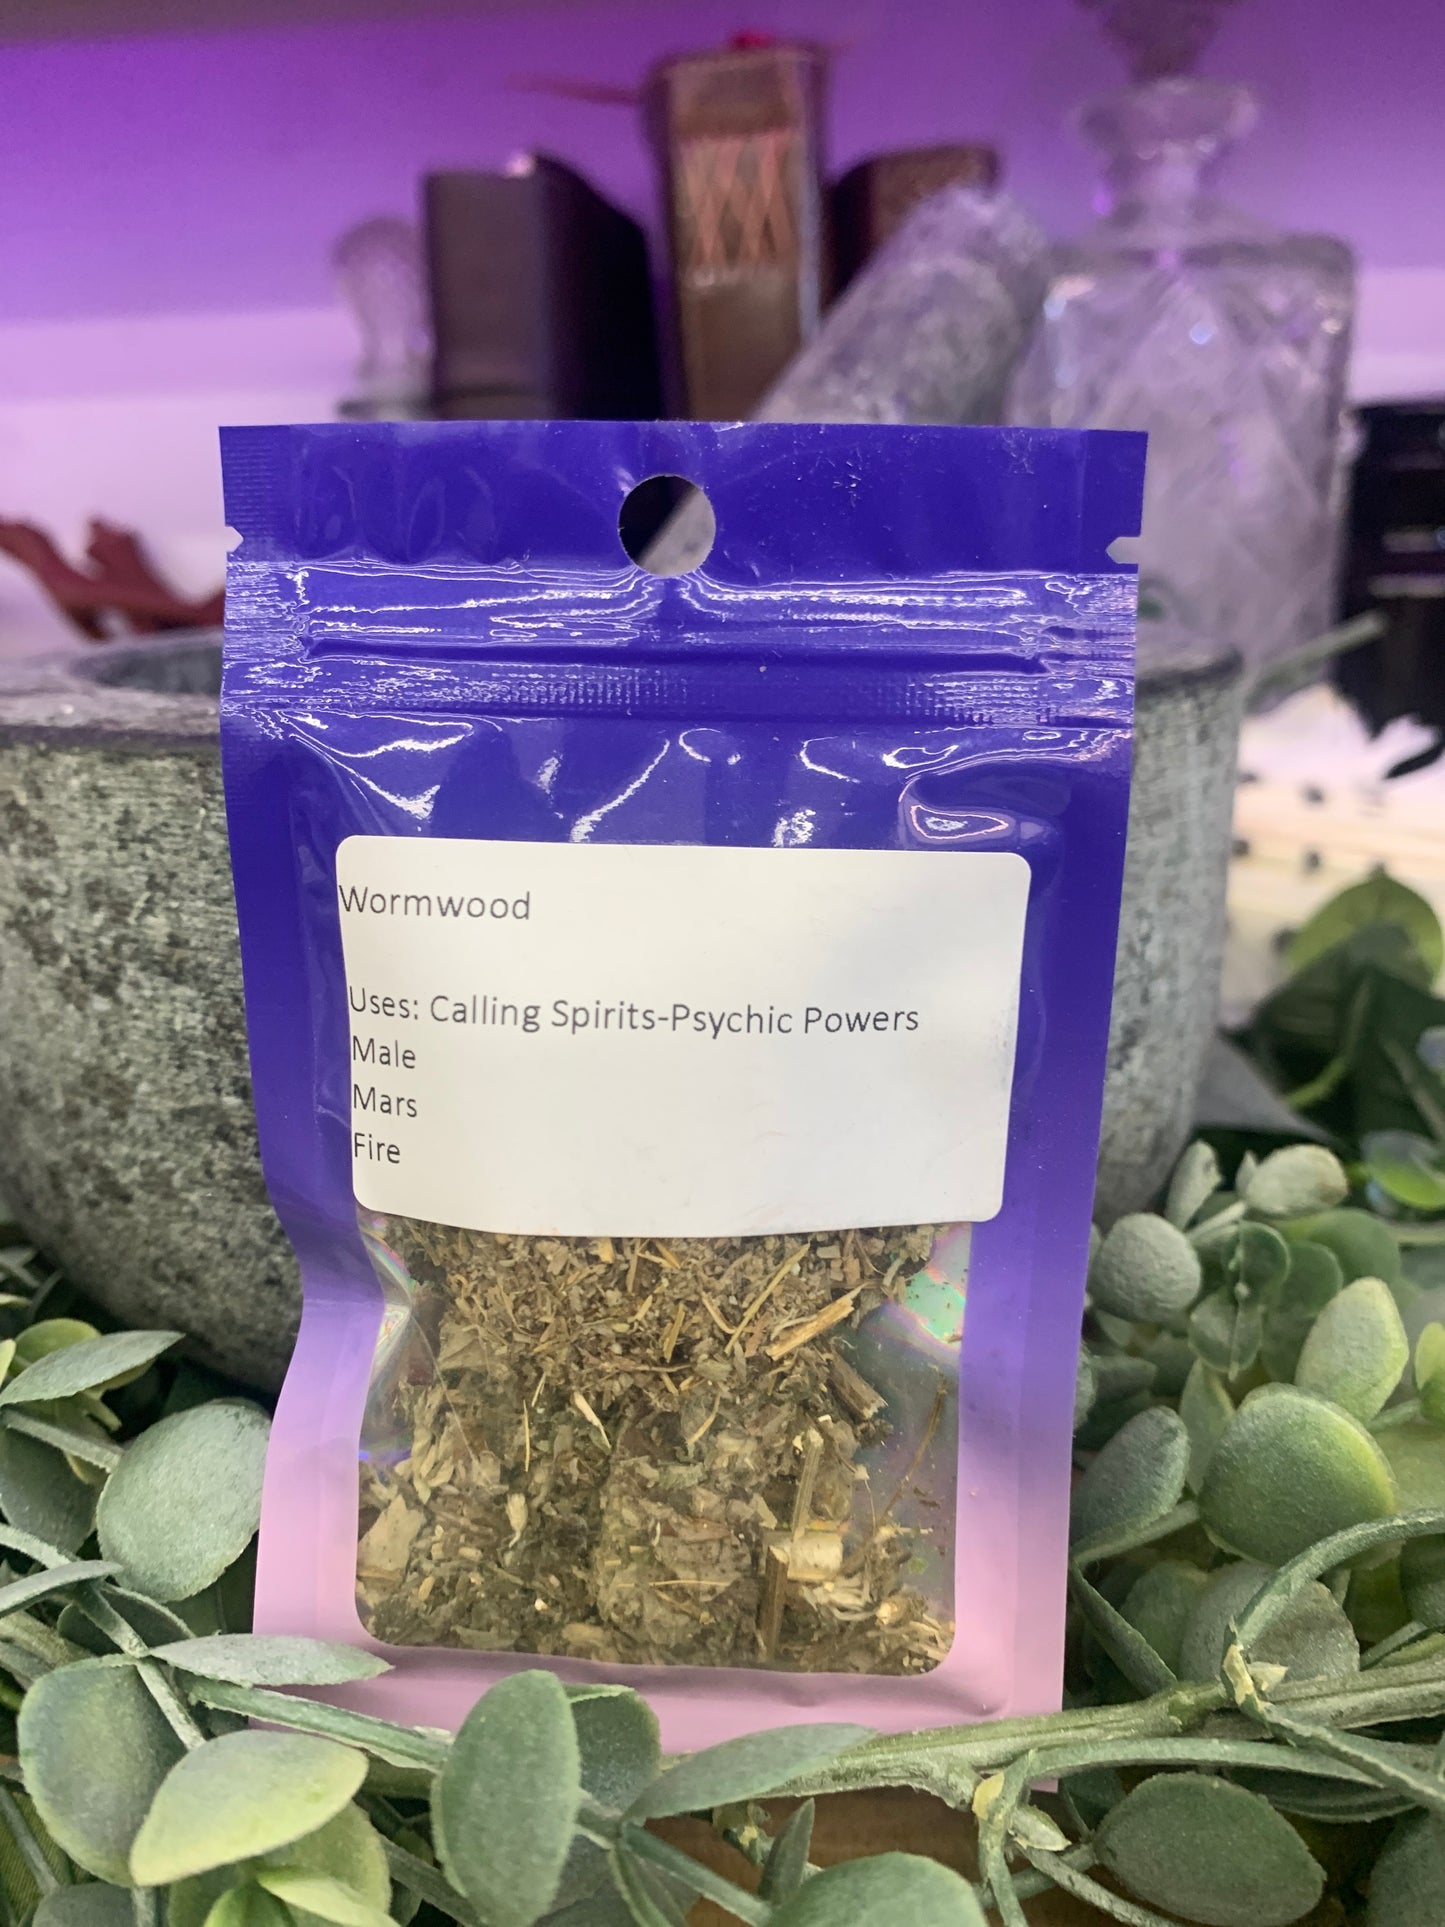 Wormwood
Uses: Calling Spirits-Psychic Powers
Male
Mars
Fire